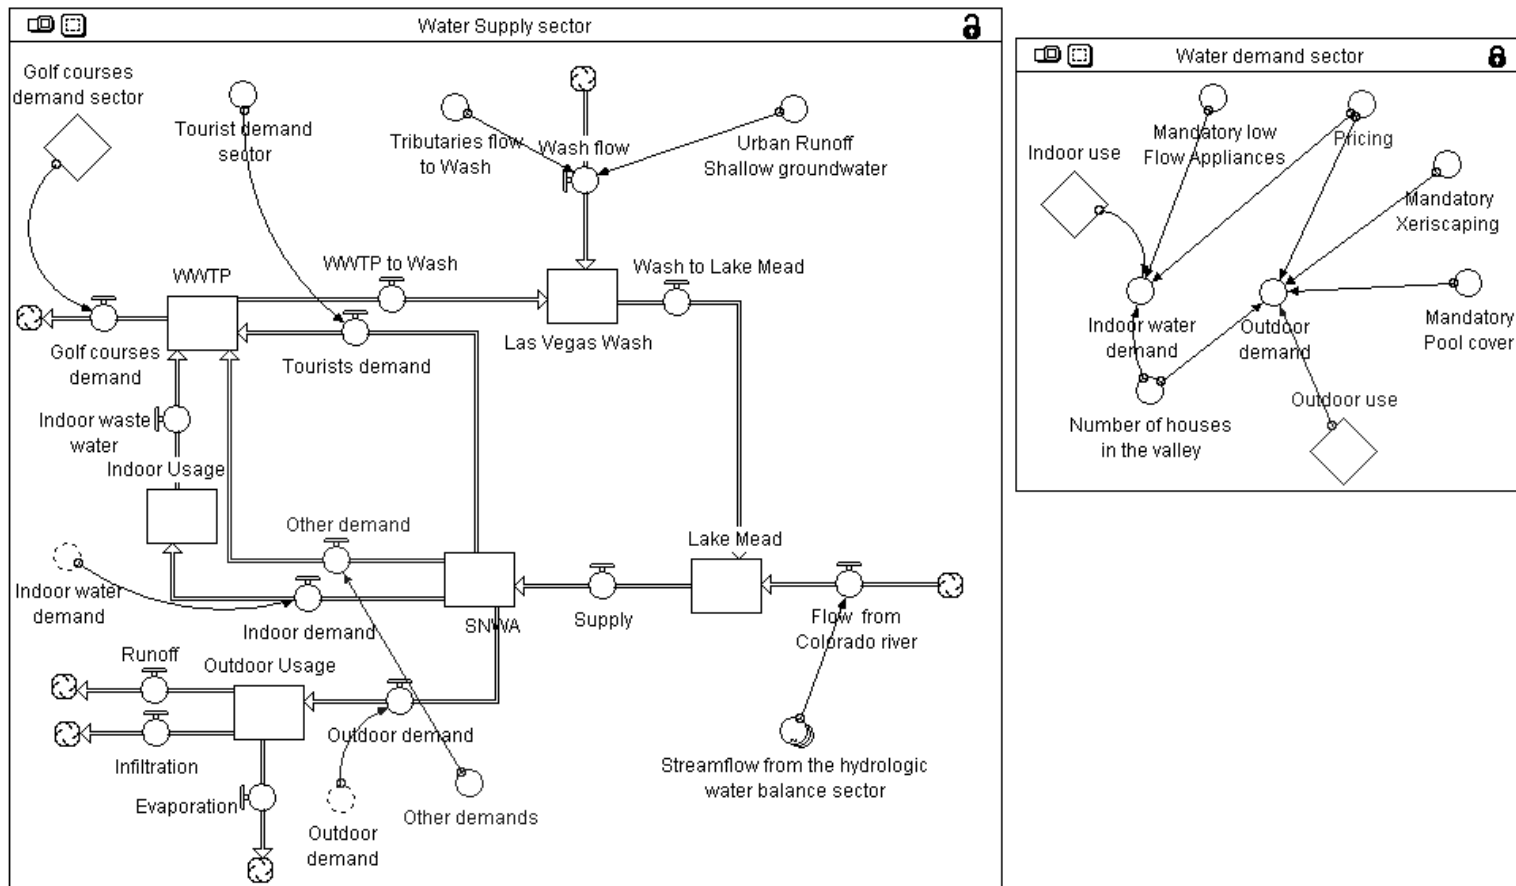 Water Supply sector
Golf courses
demand sector
Tourist demand
sector
Tributaries flow
to Wash
Wash flow
Urban Runoff
Shallow groundwater
WWTP
WWTP to Wash
Wash to Lake Mead
Golf courses
demand
Tourists demand
Las Vegas Wash
Indoor waste
water
Indoor Usage
Other demand
Lake Mead
Indoor water
demand
Indoor demand
SNWA
Supply
Flow from
Colorado river
Runoff
Outdoor Usage
Outdoor demand
Infiltration
Evaporation
Outdoor
demand
Other demands
Streamflow from the hydrologic
water balance sector
Water demand sector
Mandatory low
Flow Appliances
Pricing
Indoor use
Mandatory
Xeriscaping
Indoor water
demand
Outdoor
demand
Mandatory
Pool cover
Number of houses
in the valley
Outdoor use